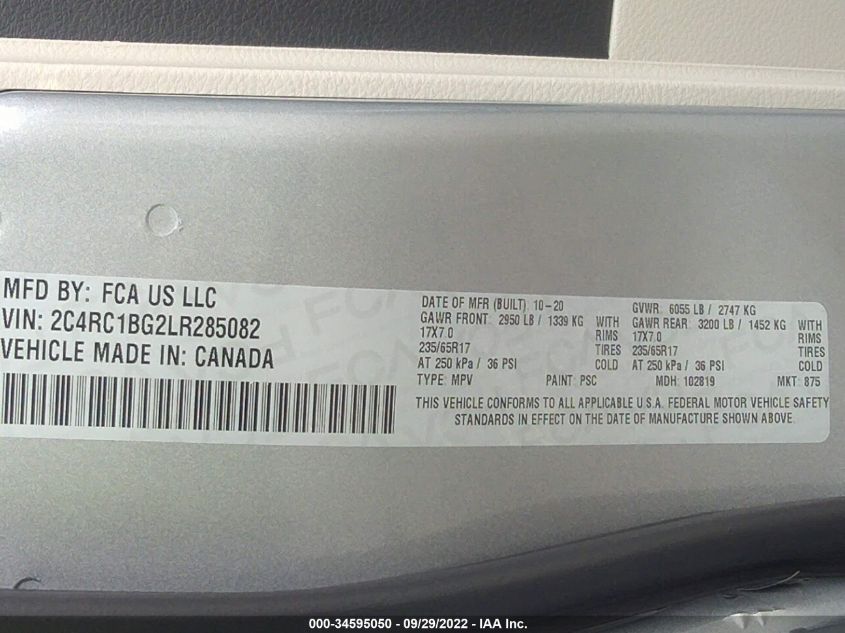 MFD BY: FCA US LLC
VIN: 2C4RC1BG2LR285082
VEHICLE MADE IN: CANADA
DATE OF MFR (BUILT): 10-20
GVWR: 6055 LB / 2747 KG
GAWR FRONT: 2950 LB / 1339 KG WITH
GAWR REAR: 3200 LB / 1452 KG WITH
17X7.0 RIMS
17X7.0 RIMS
235/65R17 TIRES
235/65R17 TIRES
AT 250 kPa / 36 PSI COLD
AT 250 kPa / 36 PSI COLD
TYPE: MPV PAINT: PSC MDH: 102819 MKT: 875
THIS VEHICLE CONFORMS TO ALL APPLICABLE U.S.A. FEDERAL MOTOR VEHICLE SAFETY
STANDARDS IN EFFECT ON THE DATE OF MANUFACTURE SHOWN ABOVE.
000-34595050 - 09/29/2022 - IAA Inc.